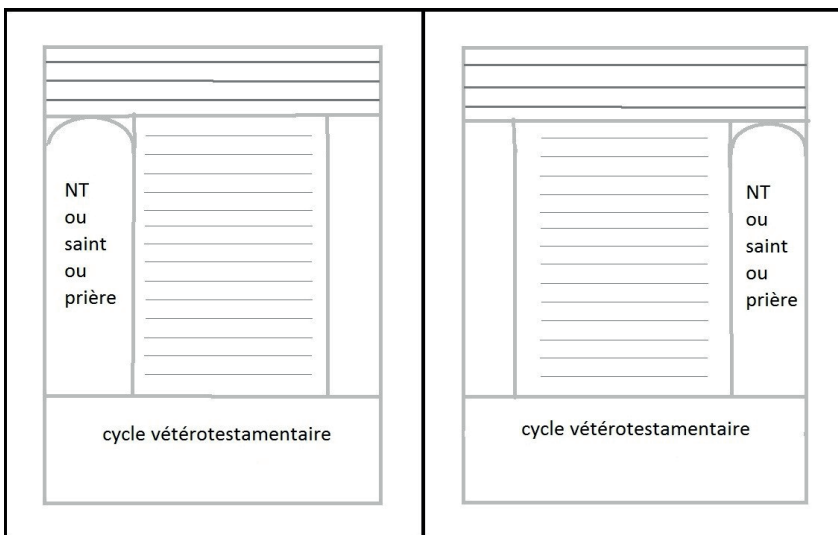 NT
ou
saint
ou
prière
cycle vétérotestamentaire
NT
ou
saint
ou
prière
cycle vétérotestamentaire